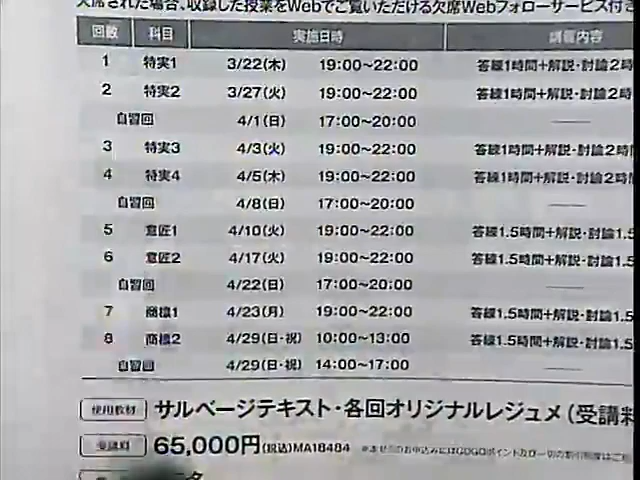 欠席された場合、収録した授業をWebでご覧いただける欠席Webフォローサービス付き
回数 科目 実施日時 講義内容
1 特実1 3/22(木) 19:00〜22:00 答練1時間+解説・討論2時
2 特実2 3/27(火) 19:00〜22:00 答練1時間+解説・討論2時
自習回 4/1(日) 17:00〜20:00 ——
3 特実3 4/3(火) 19:00〜22:00 答練1時間+解説・討論2時
4 特実4 4/5(木) 19:00〜22:00 答練1時間+解説・討論2時
自習回 4/8(日) 17:00〜20:00 ——
5 意匠1 4/10(火) 19:00〜22:00 答練1.5時間+解説・討論1.5
6 意匠2 4/17(火) 19:00〜22:00 答練1.5時間+解説・討論1.5
自習回 4/22(日) 17:00〜20:00 ——
7 商標1 4/23(月) 19:00〜22:00 答練1.5時間+解説・討論1.5
8 商標2 4/29(日・祝) 10:00〜13:00 答練1.5時間+解説・討論1.5
自習回 4/29(日・祝) 14:00〜17:00 ——
使用教材 サルベージテキスト・各回オリジナルレジュメ(受講料
受講料 65,000円(税込)MA18484